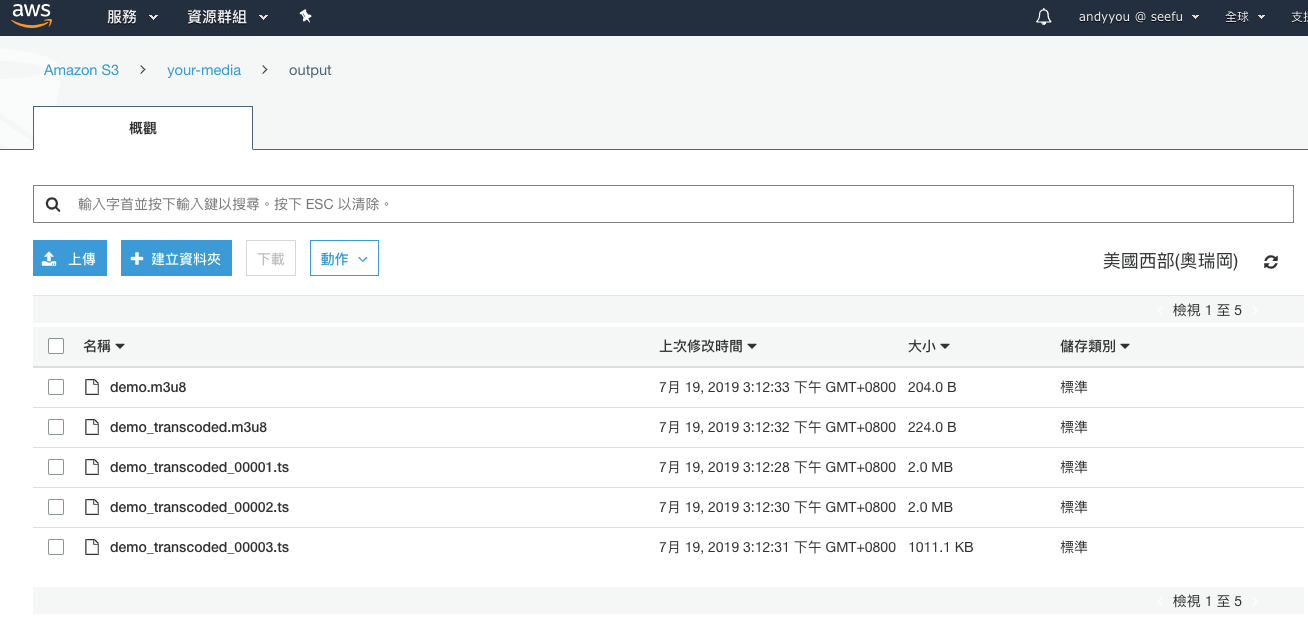 aws 服務 資源群組 andyyou @ seefu 全球 支援
Amazon S3 your-media output
概觀
輸入字首並按下輸入鍵以搜尋。按下 ESC 以清除。
上傳 建立資料夾 下載 動作 美國西部(奧瑞岡)
檢視 1 至 5
名稱 上次修改時間 大小 儲存類別
demo.m3u8 7月 19, 2019 3:12:33 下午 GMT+0800 204.0 B 標準
demo_transcoded.m3u8 7月 19, 2019 3:12:32 下午 GMT+0800 224.0 B 標準
demo_transcoded_00001.ts 7月 19, 2019 3:12:28 下午 GMT+0800 2.0 MB 標準
demo_transcoded_00002.ts 7月 19, 2019 3:12:30 下午 GMT+0800 2.0 MB 標準
demo_transcoded_00003.ts 7月 19, 2019 3:12:31 下午 GMT+0800 1011.1 KB 標準
檢視 1 至 5